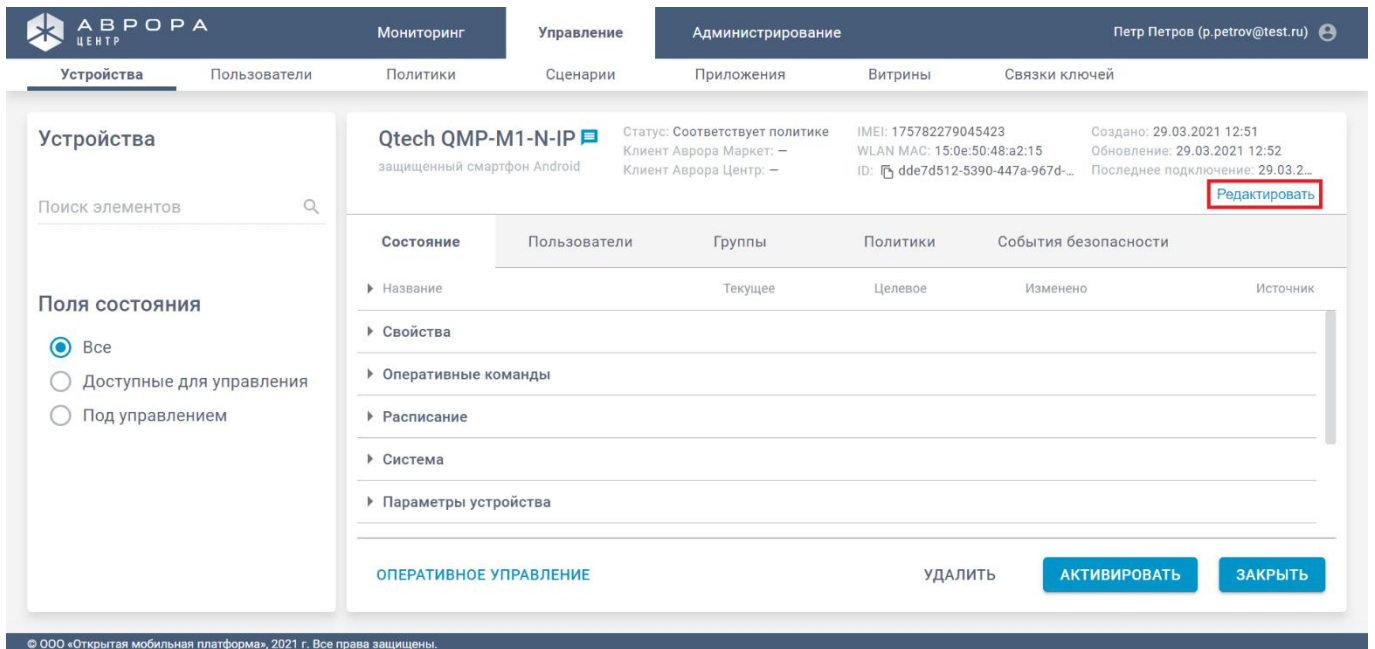 АВРОРА
ЦЕНТР
Мониторинг Управление Администрирование Петр Петров (p.petrov@test.ru)
Устройства Пользователи Политики Сценарии Приложения Витрины Связки ключей
Устройства
Поиск элементов
Поля состояния
Все
Доступные для управления
Под управлением
Qtech QMP-M1-N-IP
защищенный смартфон Android
Статус: Соответствует политике
Клиент Аврора Маркет: —
Клиент Аврора Центр: —
IMEI: 175782279045423
WLAN MAC: 15:0e:50:48:a2:15
ID: dde7d512-5390-447a-967d-...
Создано: 29.03.2021 12:51
Обновление: 29.03.2021 12:52
Последнее подключение: 29.03.2...
Редактировать
Состояние Пользователи Группы Политики События безопасности
Название Текущее Целевое Изменено Источник
Свойства
Оперативные команды
Расписание
Система
Параметры устройства
ОПЕРАТИВНОЕ УПРАВЛЕНИЕ УДАЛИТЬ АКТИВИРОВАТЬ ЗАКРЫТЬ
© ООО «Открытая мобильная платформа», 2021 г. Все права защищены.